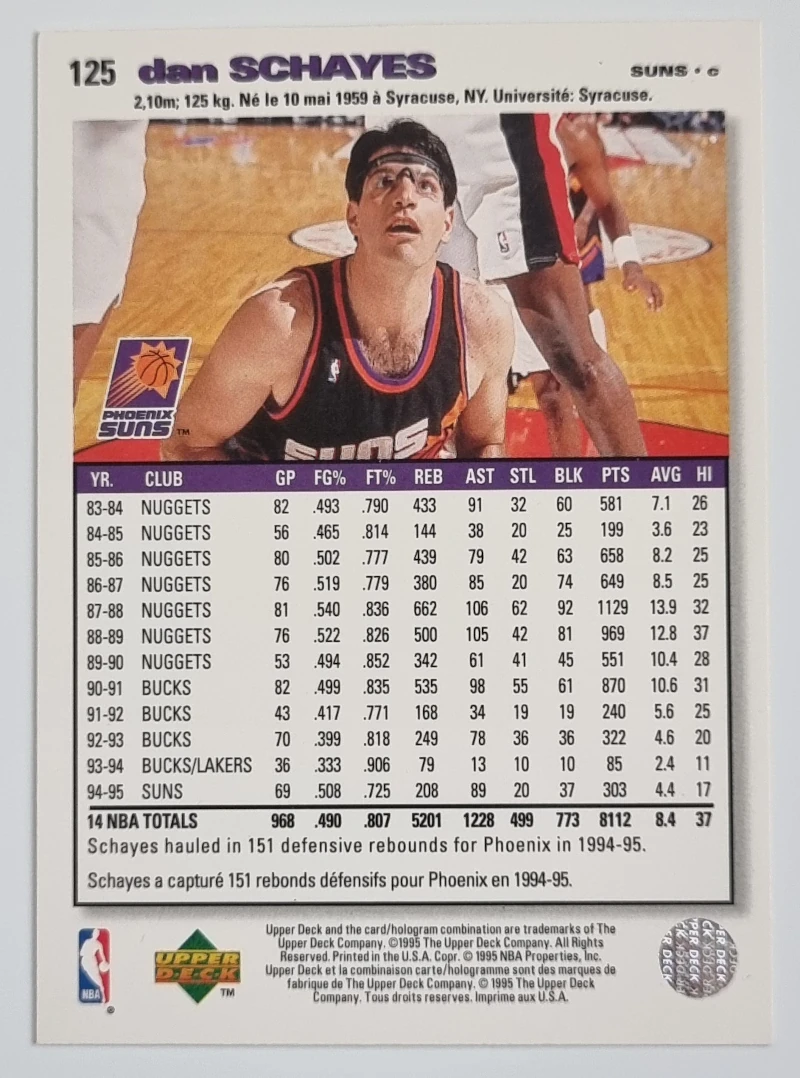 125 dan SCHAYES SUNS • C
2,10m; 125 kg. Né le 10 mai 1959 à Syracuse, NY. Université: Syracuse.
PHOENIX
SUNS™
SUNS
YR. CLUB GP FG% FT% REB AST STL BLK PTS AVG HI
83-84 NUGGETS 82 .493 .790 433 91 32 60 581 7.1 26
84-85 NUGGETS 56 .465 .814 144 38 20 25 199 3.6 23
85-86 NUGGETS 80 .502 .777 439 79 42 63 658 8.2 25
86-87 NUGGETS 76 .519 .779 380 85 20 74 649 8.5 25
87-88 NUGGETS 81 .540 .836 662 106 62 92 1129 13.9 32
88-89 NUGGETS 76 .522 .826 500 105 42 81 969 12.8 37
89-90 NUGGETS 53 .494 .852 342 61 41 45 551 10.4 28
90-91 BUCKS 82 .499 .835 535 98 55 61 870 10.6 31
91-92 BUCKS 43 .417 .771 168 34 19 19 240 5.6 25
92-93 BUCKS 70 .399 .818 249 78 36 36 322 4.6 20
93-94 BUCKS/LAKERS 36 .333 .906 79 13 10 10 85 2.4 11
94-95 SUNS 69 .508 .725 208 89 20 37 303 4.4 17
14 NBA TOTALS 968 .490 .807 5201 1228 499 773 8112 8.4 37
Schayes hauled in 151 defensive rebounds for Phoenix in 1994-95.
Schayes a capturé 151 rebonds défensifs pour Phoenix en 1994-95.
NBA ®
UPPER
DECK™
Upper Deck and the card/hologram combination are trademarks of The
Upper Deck Company. ©1995 The Upper Deck Company. All Rights
Reserved. Printed in the U.S.A. Copr. © 1995 NBA Properties, Inc.
Upper Deck et la combinaison carte/hologramme sont des marques de
fabrique de The Upper Deck Company. © 1995 The Upper Deck
Company. Tous droits reserves. Imprime aux U.S.A.